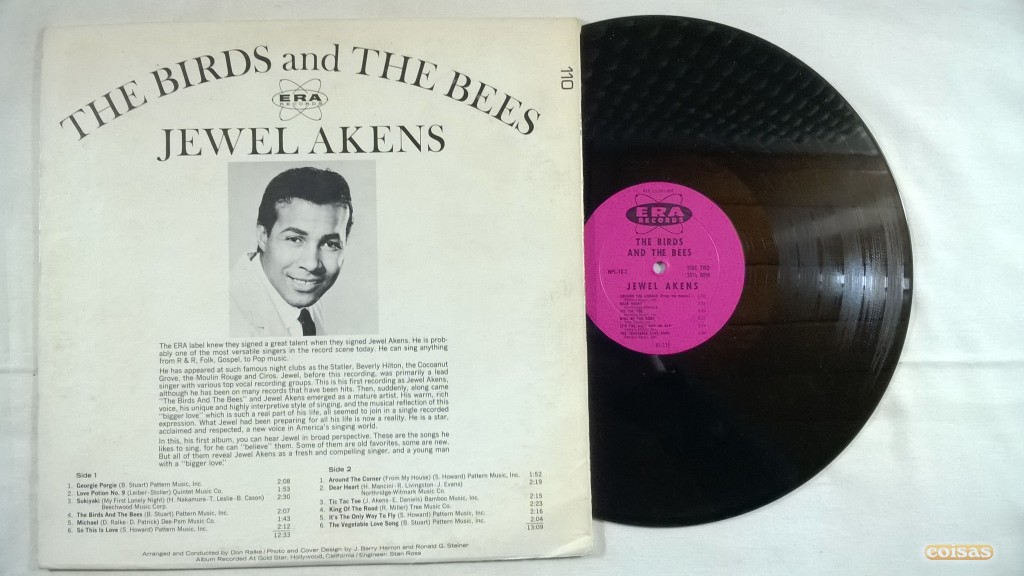 THE BIRDS and THE BEES
ERA
RECORDS
JEWEL AKENS
110
The ERA label knew they signed a great talent when they signed Jewel Akens. He is prob-
ably one of the most versatile singers in the record scene today. He can sing anything
from R & R, Folk, Gospel, to Pop music.
He has appeared at such famous night clubs as the Statler, Beverly Hilton, the Cocoanut
Grove, the Moulin Rouge and Ciros. Jewel, before this recording, was primarily a lead
singer with various top vocal recording groups. This is his first recording as Jewel Akens,
although he has been on many records that have been hits. Then, suddenly, along came
"The Birds And The Bees" and Jewel Akens emerged as a mature artist. His warm, rich
voice, his unique and highly interpretive style of singing, and the musical reflection of this
"bigger love" which is such a real part of his life, all seemed to join in a single recorded
expression. What Jewel had been preparing for all his life is now a reality. He is a star,
acclaimed and respected, a new voice in America's singing world.
In this, his first album, you can hear Jewel in broad perspective. These are the songs he
likes to sing, for he can "believe" them. Some of them are old favorites, some are new.
But all of them reveal Jewel Akens as a fresh and compelling singer, and a young man
with a "bigger love."
Side 1
1. Georgie Porgie (B. Stuart) Pattern Music, Inc. 2:08
2. Love Potion No. 9 (Leiber-Stoller) Quintet Music Co. 1:53
3. Sukiyaki (My First Lonely Night) (H. Nakamura-T. Leslie-B. Cason) 2:30
Beechwood Music Corp.
4. The Birds And The Bees (B. Stuart) Pattern Music, Inc. 2:07
5. Michael (D. Ralke-D. Patrick) Dee-Pam Music Co. 1:43
6. So This Is Love (S. Howard) Pattern Music, Inc. 2:12
12:33
Side 2
1. Around The Corner (From My House) (S. Howard) Pattern Music, Inc. 1:52
2. Dear Heart (H. Mancini-R. Livingston-J. Evans) 2:19
Northridge-Witmark Music Co.
3. Tic Tac Toe (J. Akens-E. Daniels) Bamboo Music, Inc. 2:15
4. King Of The Road (R. Miller) Tree Music Co. 2:23
5. It's The Only Way To Fly (S. Howard) Pattern Music, Inc. 2:16
6. The Vegetable Love Song (B. Stuart) Pattern Music, Inc. 2:04
13:09
Arranged and Conducted by Don Ralke/Photo and Cover Design by J. Barry Herron and Ronald G. Steiner
Album Recorded At Gold Star, Hollywood, California/Engineer: Stan Ross
ERA
RECORDS
THE BIRDS
AND THE BEES
SIDE TWO
33⅓ RPM
JEWEL AKENS
DEAR HEART
TIC TAC TOE
KING OF THE ROAD
THE VEGETABLE LOVE SONG
coisas